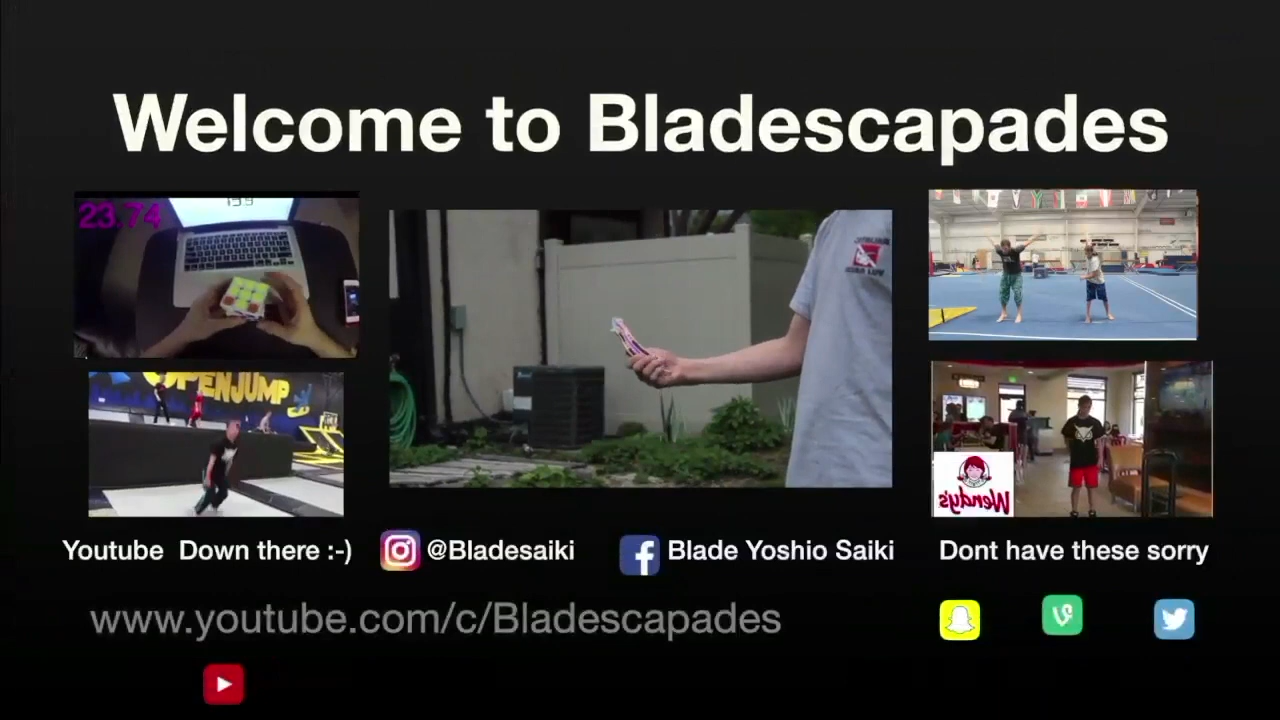 Welcome to Bladescapades
23.74
OPENJUMP
Wendy's
Youtube Down there :-)
@Bladesaiki
Blade Yoshio Saiki
Dont have these sorry
www.youtube.com/c/Bladescapades